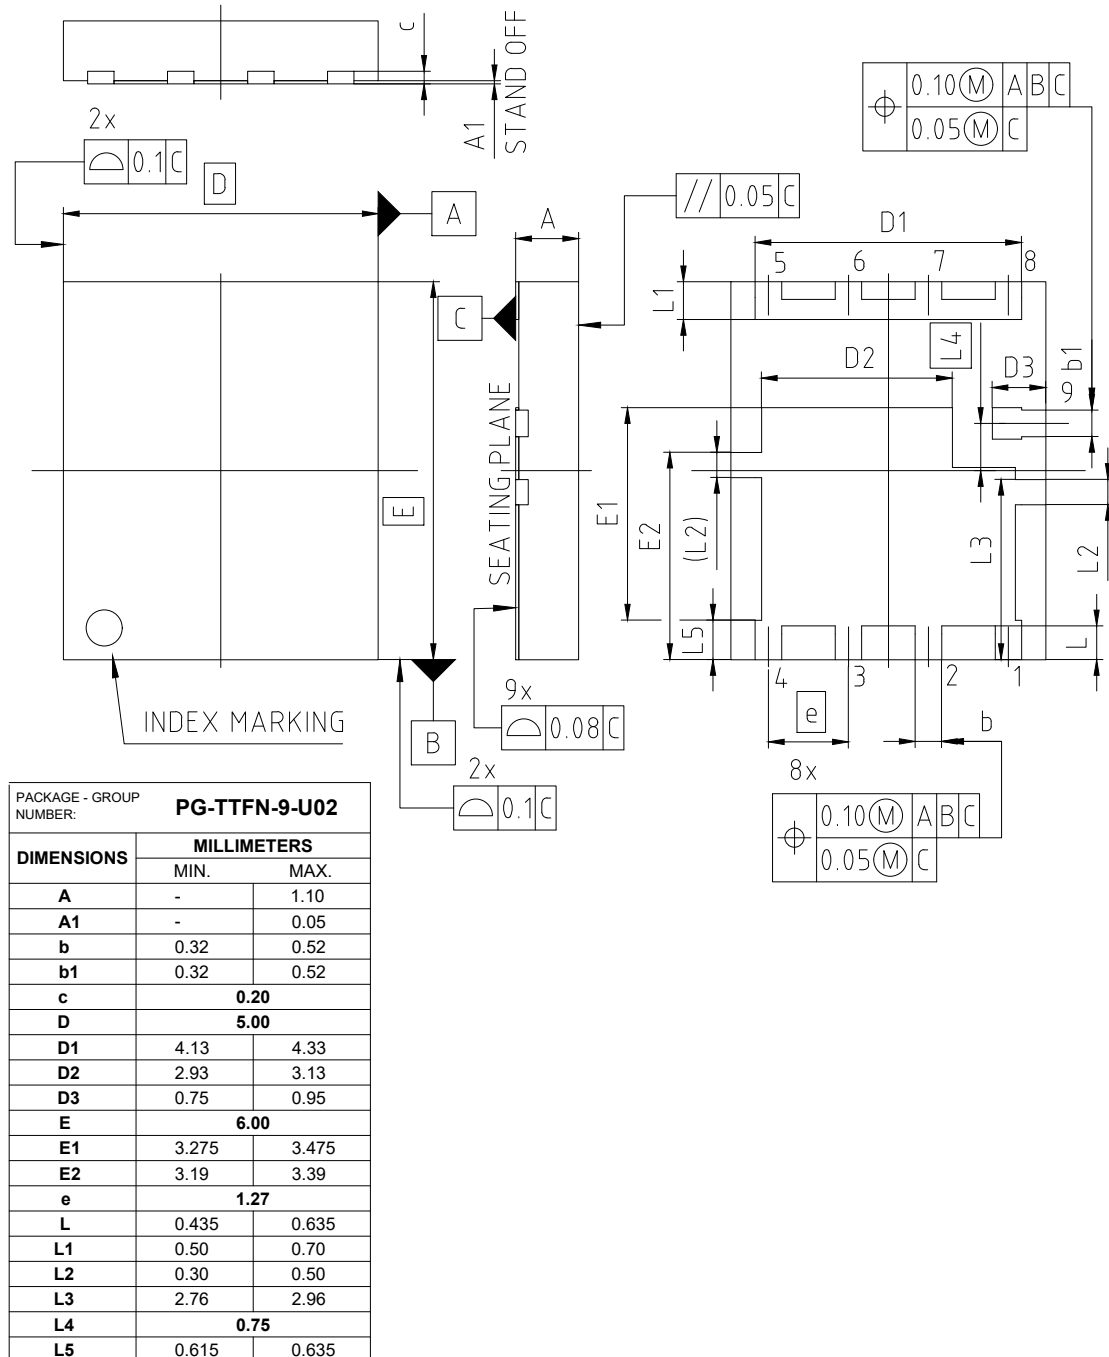 c
A1
STAND OFF
2x
0.1 C
D
A
A
// 0.05 C
0.10 Ⓜ A B C
0.05 Ⓜ C
D1
5 6 7 8
L1
L4
D2
D3
b1
9
C
E
SEATING PLANE
E1
E2
(L2)
L3
L2
L5
L
4 3 2 1
e
b
INDEX MARKING
B
9x
0.08 C
2x
0.1 C
8x
0.10 Ⓜ A B C
0.05 Ⓜ C
PACKAGE - GROUP
NUMBER:
PG-TTFN-9-U02
DIMENSIONS MILLIMETERS
MIN. MAX.
A - 1.10
A1 - 0.05
b 0.32 0.52
b1 0.32 0.52
c 0.20
D 5.00
D1 4.13 4.33
D2 2.93 3.13
D3 0.75 0.95
E 6.00
E1 3.275 3.475
E2 3.19 3.39
e 1.27
L 0.435 0.635
L1 0.50 0.70
L2 0.30 0.50
L3 2.76 2.96
L4 0.75
L5 0.615 0.635